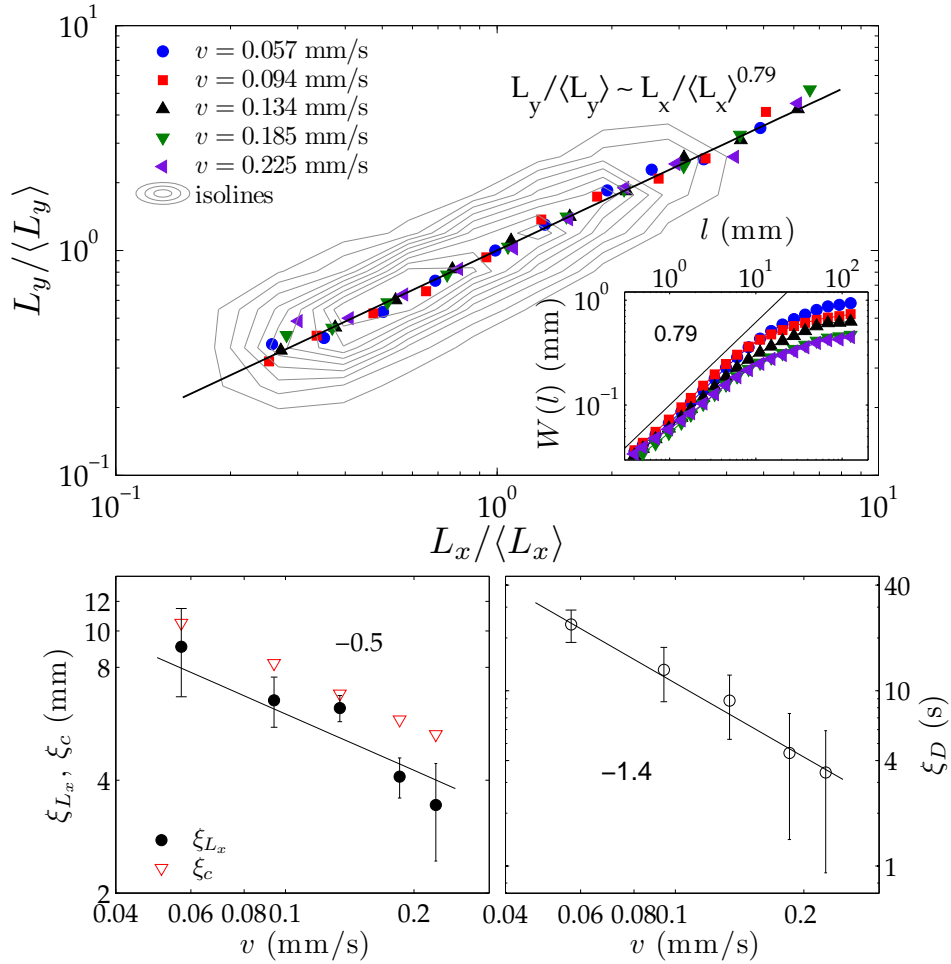 10^1
v = 0.057 mm/s
v = 0.094 mm/s
v = 0.134 mm/s
v = 0.185 mm/s
v = 0.225 mm/s
isolines
L_y/⟨L_y⟩ ~ L_x/⟨L_x⟩^0.79
L_y/⟨L_y⟩
10^0
10^-1
10^-1 10^0 10^1
L_x/⟨L_x⟩
l (mm)
10^0 10^1 10^2
W(l) (mm)
10^0
10^-1
0.79
ξ_{L_x}, ξ_c (mm)
12
10
8
4
2
−0.5
ξ_{L_x}
ξ_c
0.04 0.06 0.08 0.1 0.2
v (mm/s)
40
10
4
1
ξ_D (s)
−1.4
0.04 0.06 0.08 0.1 0.2
v (mm/s)